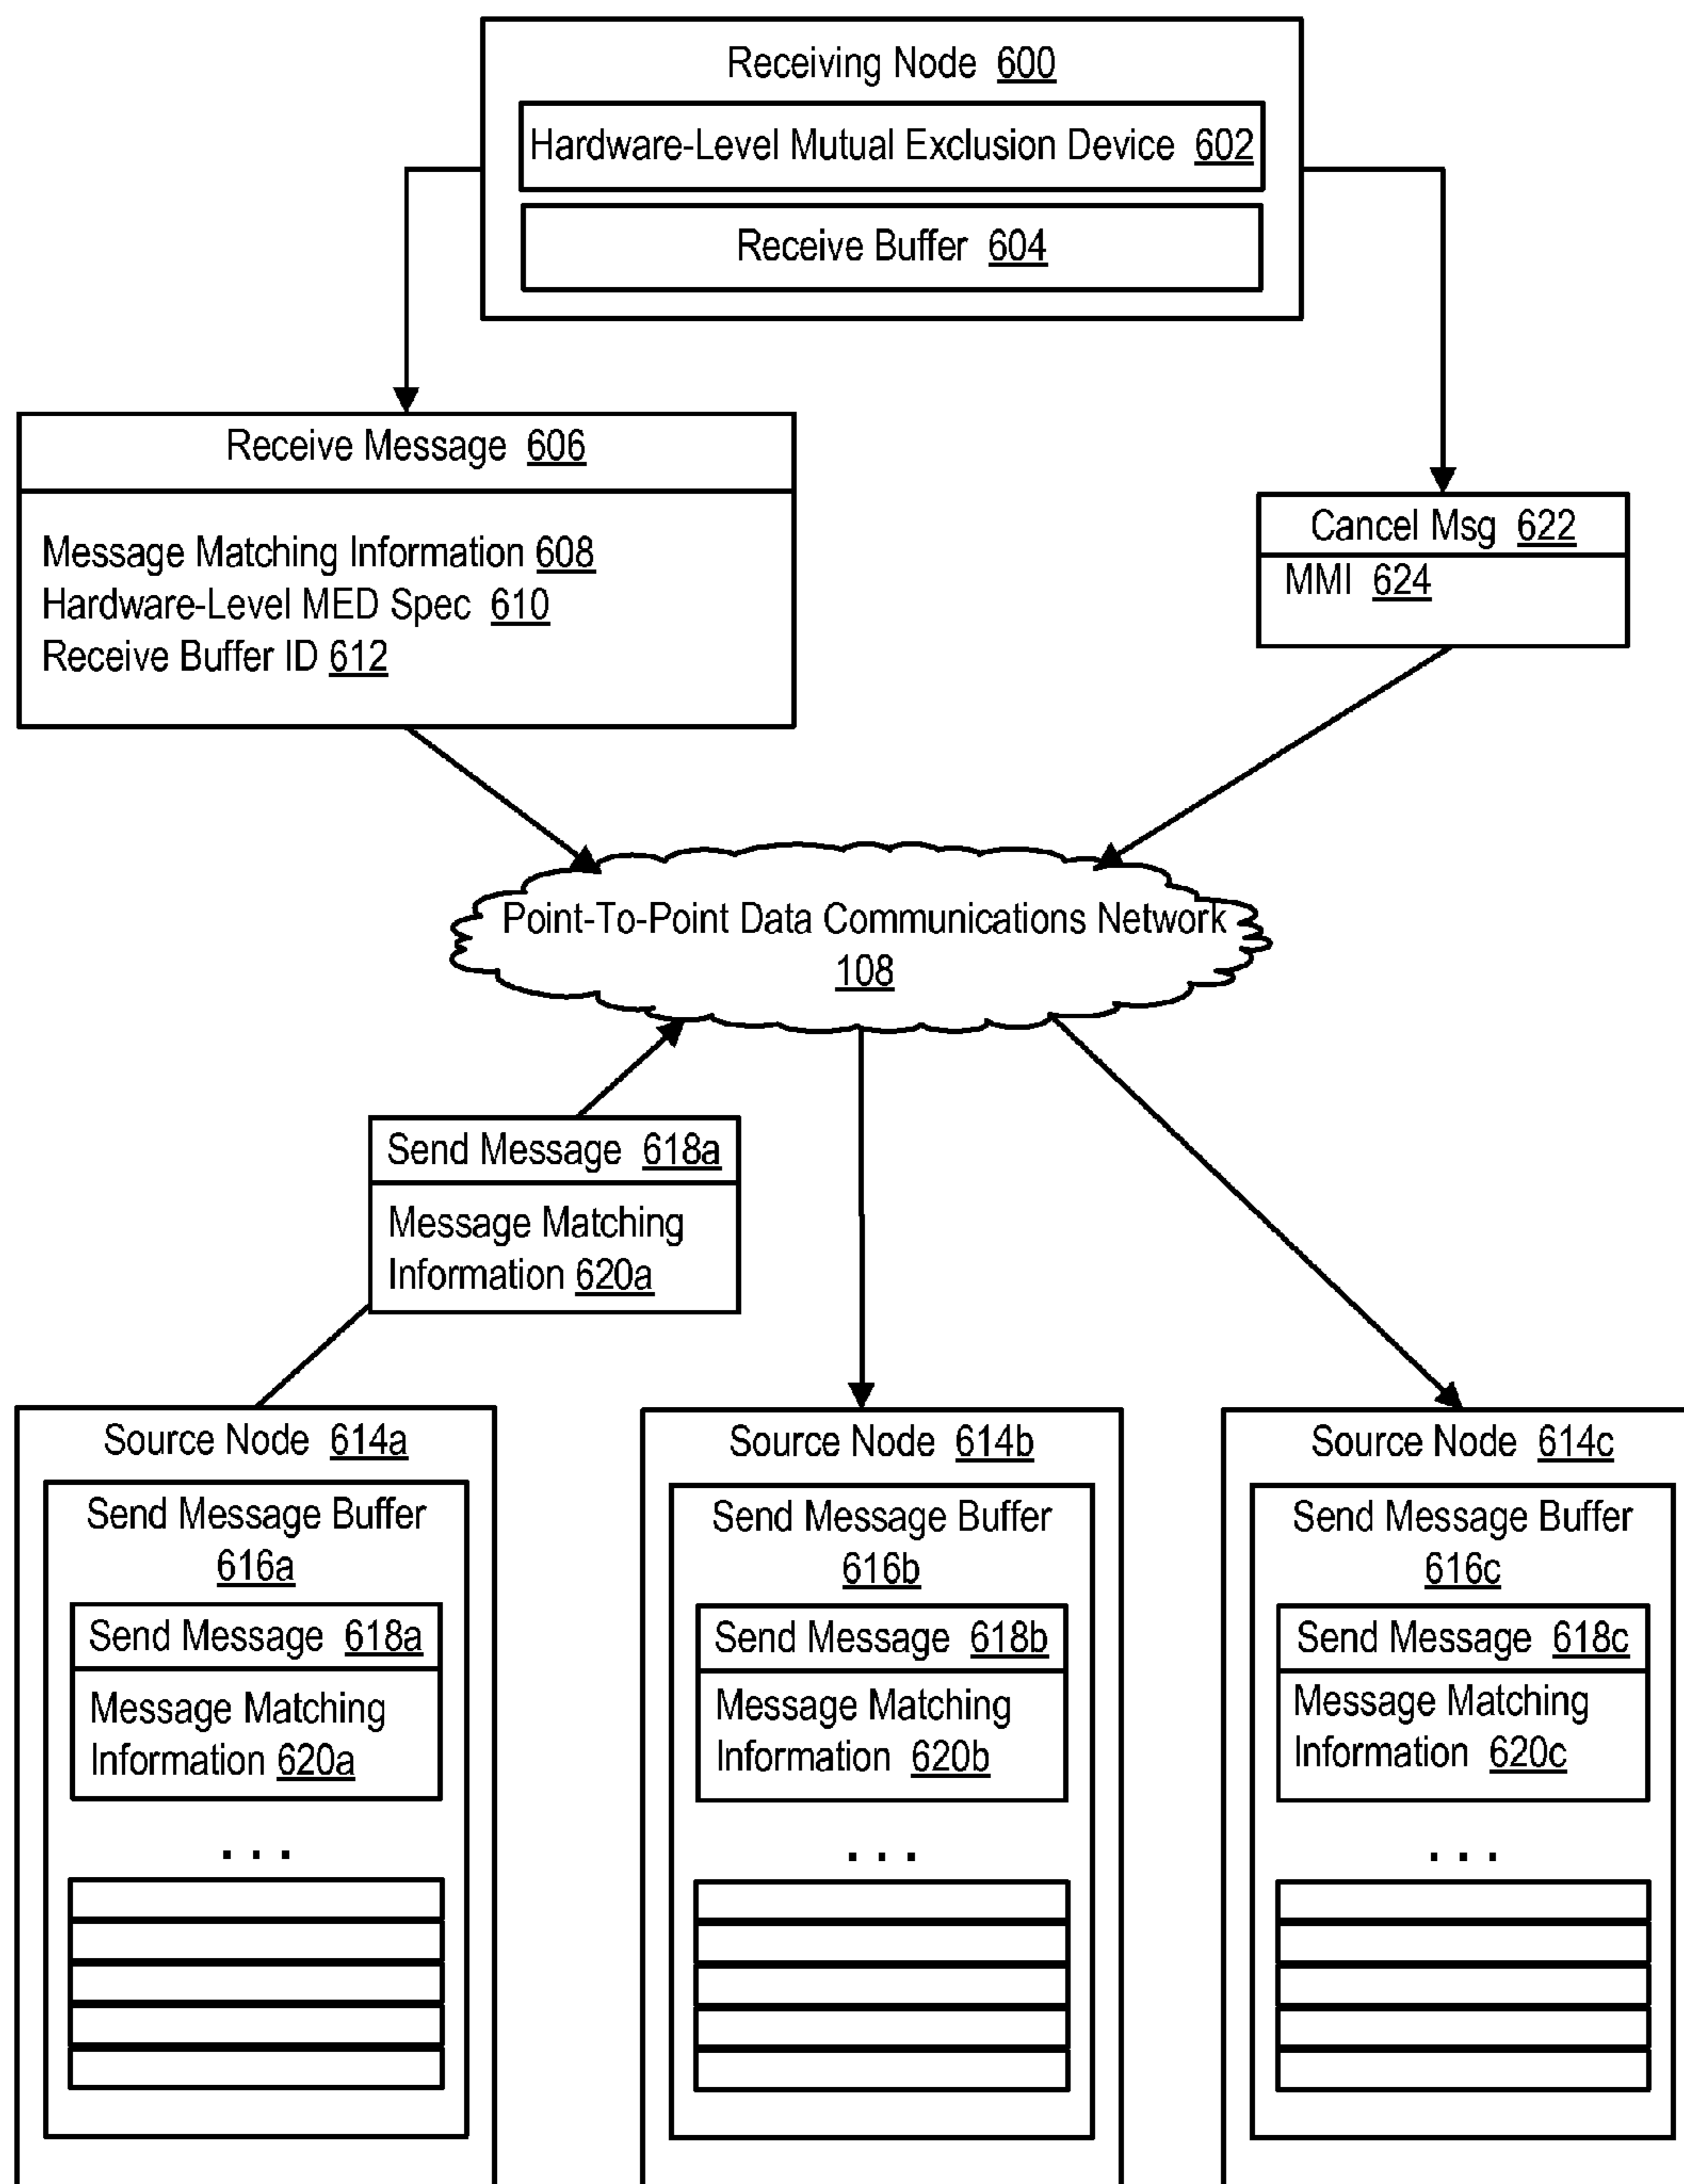 Receiving Node 600
Hardware-Level Mutual Exclusion Device 602
Receive Buffer 604
Receive Message 606
Message Matching Information 608
Hardware-Level MED Spec 610
Receive Buffer ID 612
Cancel Msg 622
MMI 624
Point-To-Point Data Communications Network
108
Send Message 618a
Message Matching
Information 620a
Source Node 614a
Send Message Buffer
616a
Send Message 618a
Message Matching
Information 620a
. . .
Source Node 614b
Send Message Buffer
616b
Send Message 618b
Message Matching
Information 620b
. . .
Source Node 614c
Send Message Buffer
616c
Send Message 618c
Message Matching
Information 620c
. . .